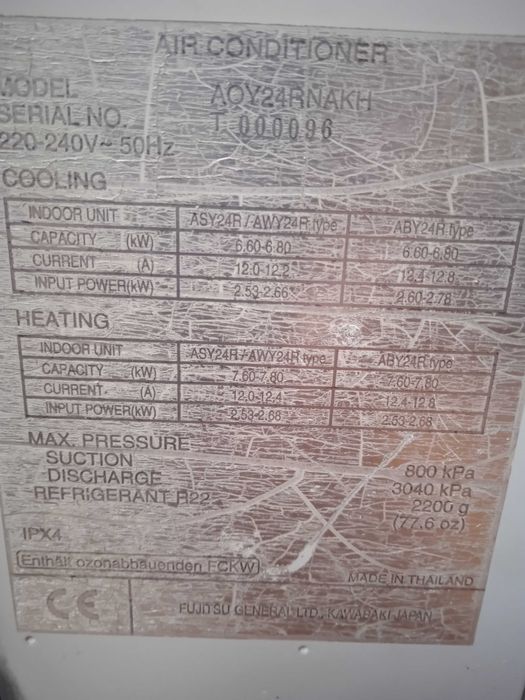 AIR CONDITIONER
MODEL AOY24RNAKH
SERIAL NO. T 000096
220-240V~ 50Hz
COOLING
INDOOR UNIT ASY24R / AWY24R type ABY24R type
CAPACITY (kW) 6.60-6.80 6.60-6.80
CURRENT (A) 12.0-12.2 12.4-12.8
INPUT POWER(kW) 2.53-2.66 2.60-2.78
HEATING
INDOOR UNIT ASY24R / AWY24R type ABY24R type
CAPACITY (kW) 7.60-7.80 7.60-7.80
CURRENT (A) 12.0-12.4 12.4-12.8
INPUT POWER(kW) 2.53-2.68 2.53-2.68
MAX. PRESSURE
SUCTION 800 kPa
DISCHARGE 3040 kPa
REFRIGERANT R22 2200 g
(77.6 oz)
IPX4
Enthält ozonabbauenden FCKW
MADE IN THAILAND
CE FUJITSU GENERAL LTD., KAWASAKI JAPAN